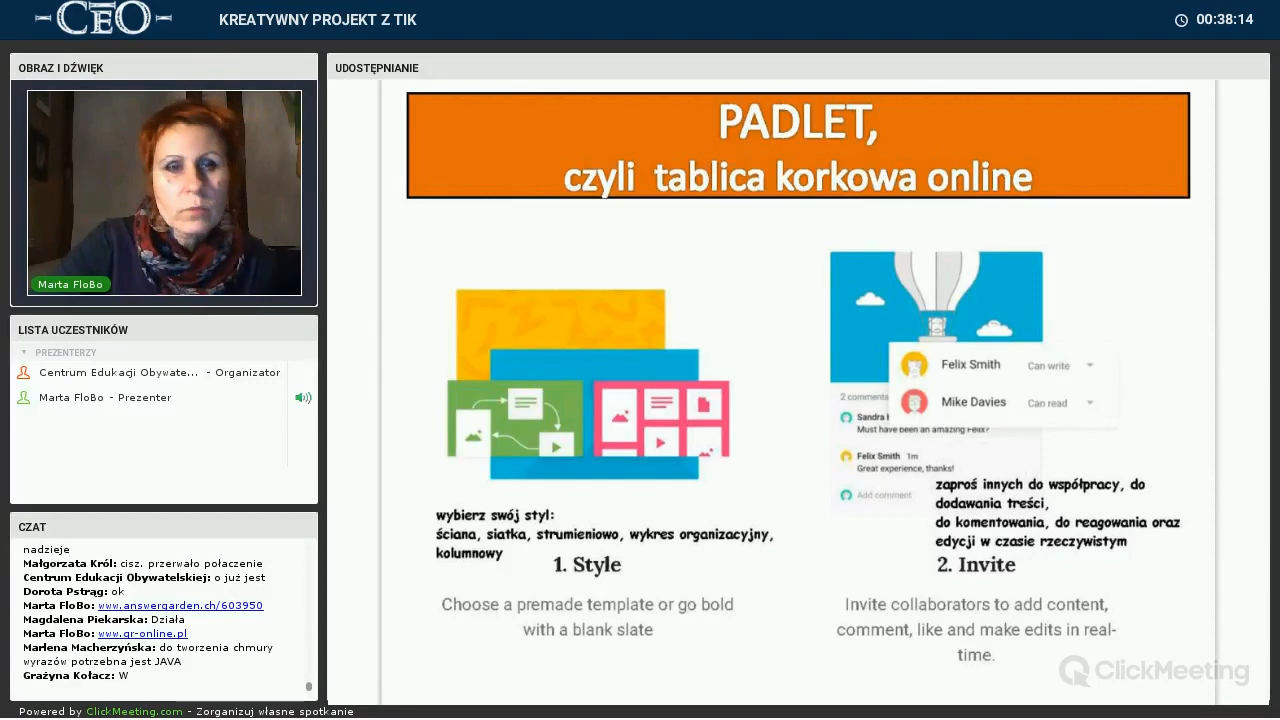 CEO
KREATYWNY PROJEKT Z TIK
00:38:14
OBRAZ I DŹWIĘK
Marta FloBo
LISTA UCZESTNIKÓW
PREZENTERZY
Centrum Edukacji Obywate... - Organizator
Marta FloBo - Prezenter
CZAT
nadzieje
Małgorzata Król: cisz. przerwało połaczenie
Centrum Edukacji Obywatelskiej: o już jest
Dorota Pstrąg: ok
Marta FloBo: www.answergarden.ch/603950
Magdalena Piekarska: Działa
Marta FloBo: www.qr-online.pl
Marlena Macherzyńska: do tworzenia chmury
wyrazów potrzebna jest JAVA
Grażyna Kołacz: W
UDOSTĘPNIANIE
PADLET,
czyli tablica korkowa online
wybierz swój styl:
ściana, siatka, strumieniowo, wykres organizacyjny,
kolumnowy
1. Style
Choose a premade template or go bold
with a blank slate
Felix Smith Can write
Mike Davies Can read
2 comments
Sandra
Must have been an amazing Felix?
Felix Smith 1m
Great experience, thanks!
Add comment
zaproś innych do współpracy, do
dodawania treści,
do komentowania, do reagowania oraz
edycji w czasie rzeczywistym
2. Invite
Invite collaborators to add content,
comment, like and make edits in real-
time.
ClickMeeting
Powered by ClickMeeting.com - Zorganizuj własne spotkanie